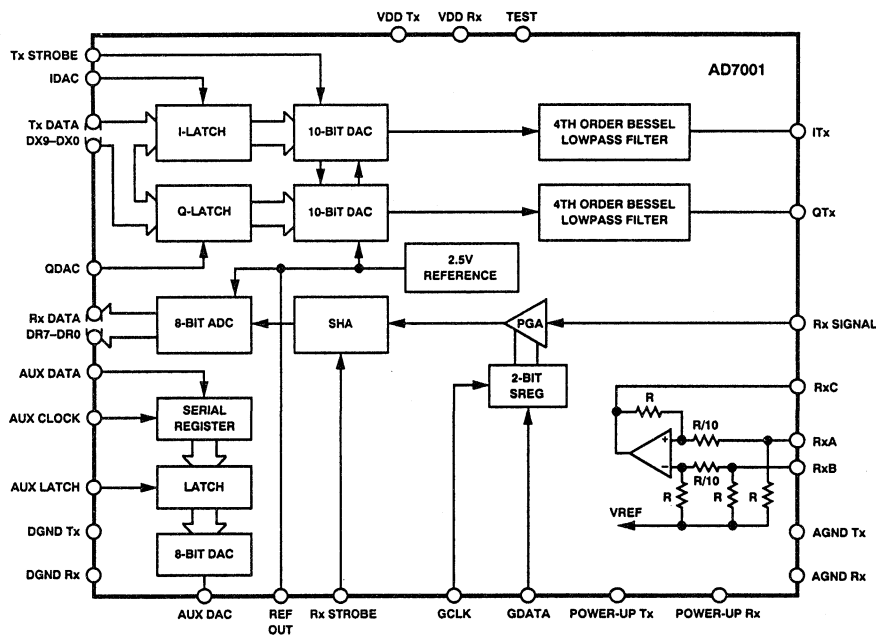 VDD Tx
VDD Rx
TEST
AD7001
Tx STROBE
IDAC
Tx DATA
DX9–DX0
I-LATCH
10-BIT DAC
4TH ORDER BESSEL
LOWPASS FILTER
ITx
Q-LATCH
10-BIT DAC
4TH ORDER BESSEL
LOWPASS FILTER
QTx
QDAC
2.5V
REFERENCE
Rx DATA
DR7–DR0
8-BIT ADC
SHA
PGA
Rx SIGNAL
AUX DATA
2-BIT
SREG
RxC
AUX CLOCK
SERIAL
REGISTER
R
R/10
+
RxA
–
R/10
RxB
AUX LATCH
LATCH
R
R
R
VREF
DGND Tx
AGND Tx
8-BIT DAC
DGND Rx
AGND Rx
AUX DAC
REF
OUT
Rx STROBE
GCLK
GDATA
POWER-UP Tx
POWER-UP Rx